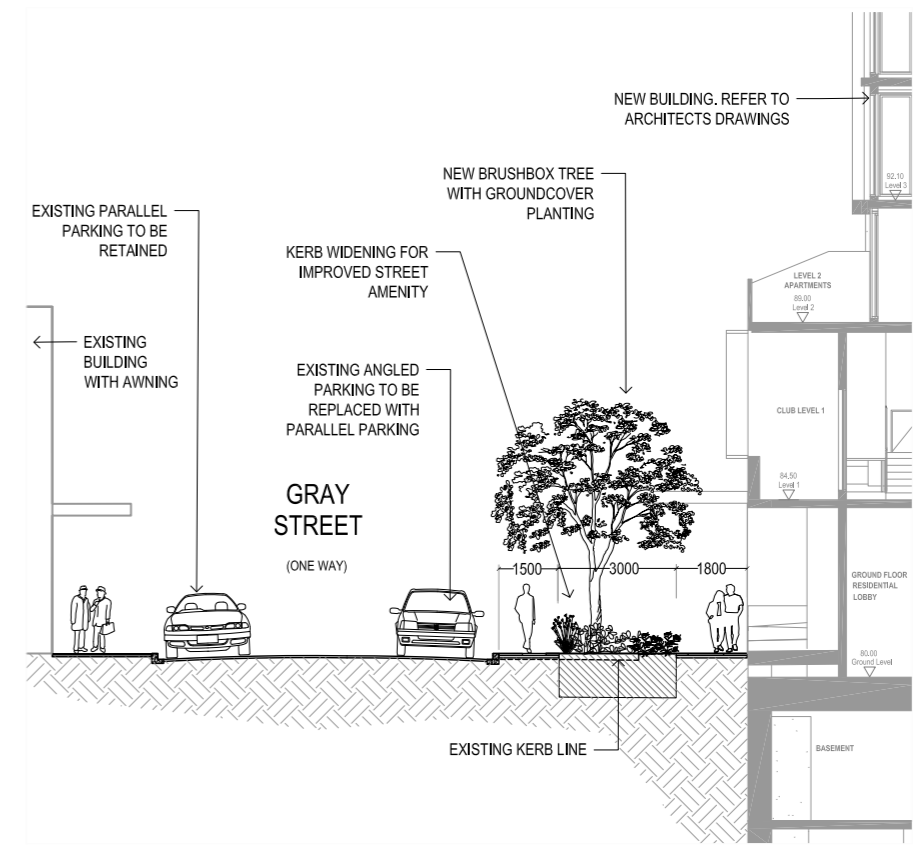 NEW BUILDING. REFER TO
ARCHITECTS DRAWINGS
NEW BRUSHBOX TREE
WITH GROUNDCOVER
PLANTING
92.10
Level 3
EXISTING PARALLEL
PARKING TO BE
RETAINED
KERB WIDENING FOR
IMPROVED STREET
AMENITY
LEVEL 2
APARTMENTS
89.00
Level 2
EXISTING
BUILDING
WITH AWNING
EXISTING ANGLED
PARKING TO BE
REPLACED WITH
PARALLEL PARKING
CLUB LEVEL 1
84.50
Level 1
GRAY
STREET
(ONE WAY)
1500
3000
1800
GROUND FLOOR
RESIDENTIAL
LOBBY
80.00
Ground Level
EXISTING KERB LINE
BASEMENT